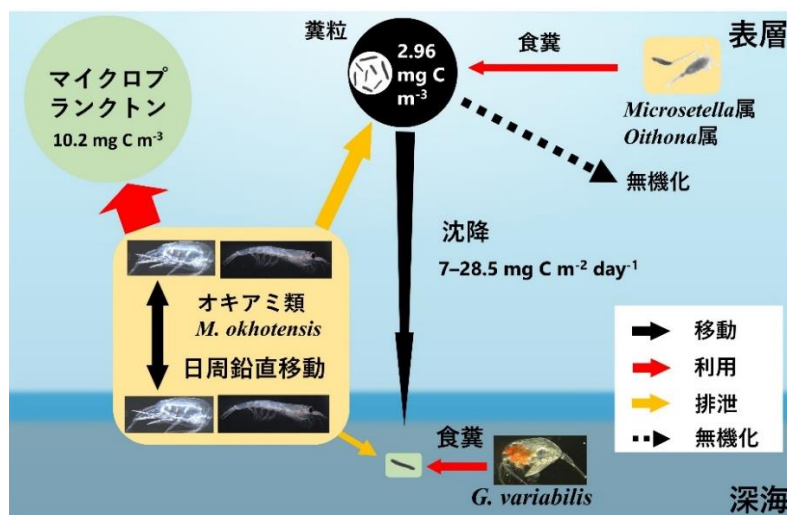 糞粒
2.96
mg C
m-3
食糞
表層
マイクロプ
ランクトン
10.2 mg C m-3
Microsetella属
Oithona属
無機化
沈降
7–28.5 mg C m-2 day-1
オキアミ類
M. okhotensis
日周鉛直移動
移動
利用
排泄
無機化
食糞
G. variabilis
深海